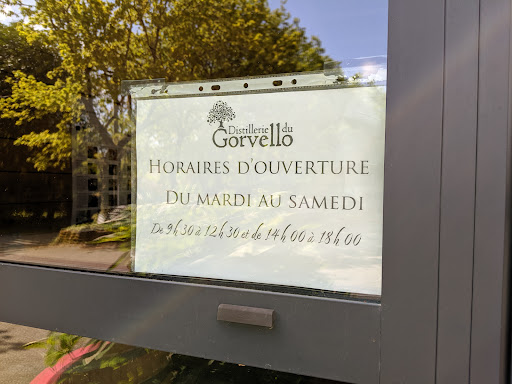 Distillerie du
Gorvello
HORAIRES D'OUVERTURE
DU MARDI AU SAMEDI
De 9h30 à 12h30 et de 14h00 à 18h00